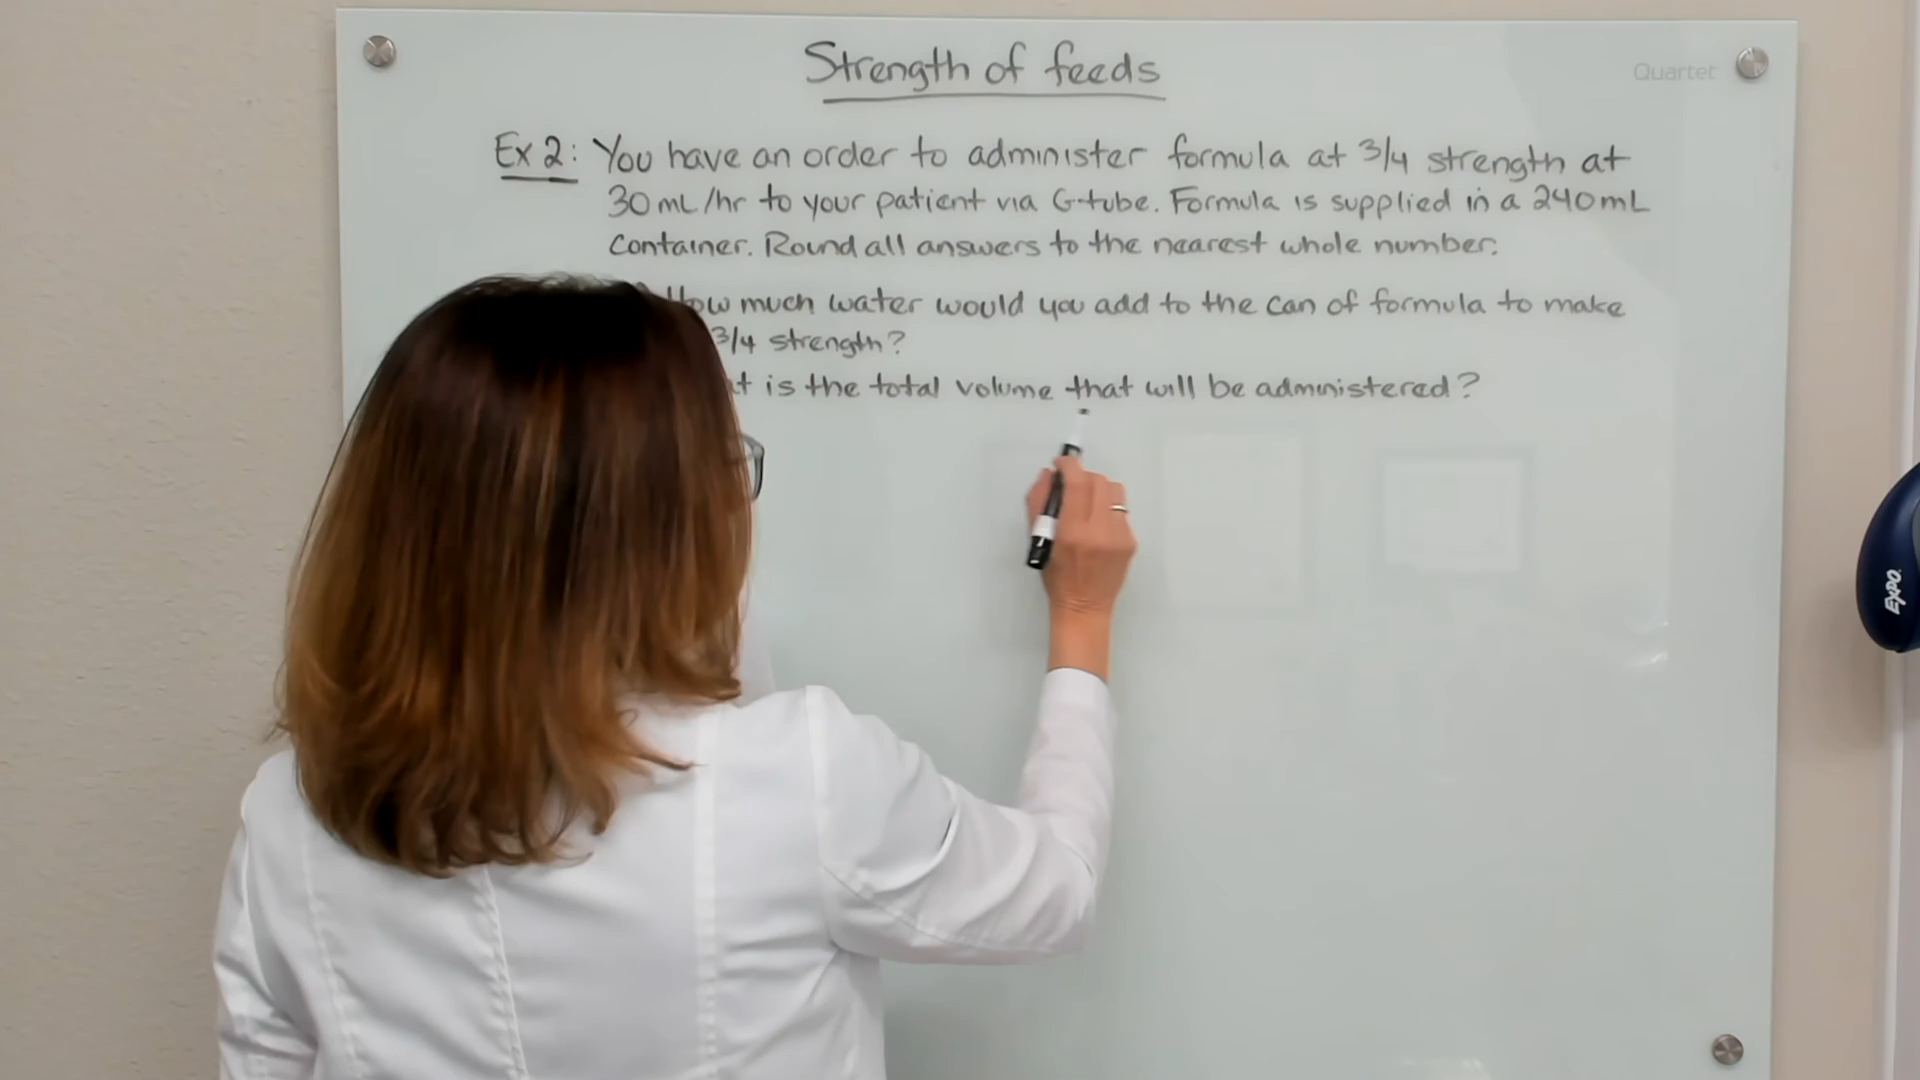 Strength of feeds
Quartet
Ex 2: You have an order to administer formula at 3/4 strength at
30 mL/hr to your patient via G-tube. Formula is supplied in a 240 mL
Container. Round all answers to the nearest whole number.
How much water would you add to the can of formula to make
3/4 strength?
is the total volume that will be administered?
EXPO